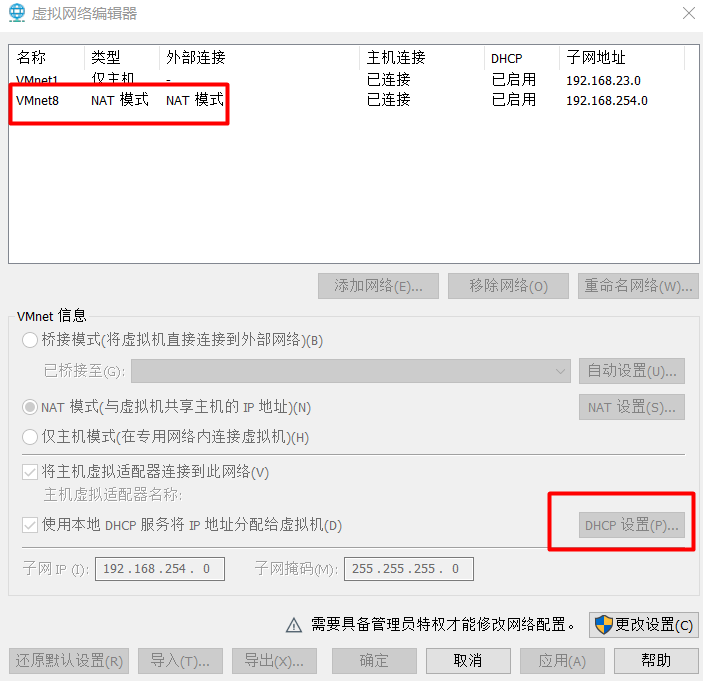 虚拟网络编辑器
名称 类型 外部连接 主机连接 DHCP 子网地址
VMnet1 仅主机 - 已连接 已启用 192.168.23.0
VMnet8 NAT 模式 NAT 模式 已连接 已启用 192.168.254.0
添加网络(E)... 移除网络(O) 重命名网络(W)...
VMnet 信息
桥接模式(将虚拟机直接连接到外部网络)(B)
已桥接至(G): 自动设置(U)...
NAT 模式(与虚拟机共享主机的 IP 地址)(N) NAT 设置(S)...
仅主机模式(在专用网络内连接虚拟机)(H)
将主机虚拟适配器连接到此网络(V)
主机虚拟适配器名称:
使用本地 DHCP 服务将 IP 地址分配给虚拟机(D) DHCP 设置(P)...
子网 IP (I): 192.168.254. 0 子网掩码(M): 255.255.255. 0
需要具备管理员特权才能修改网络配置。 更改设置(C)
还原默认设置(R) 导入(T)... 导出(X)... 确定 取消 应用(A) 帮助